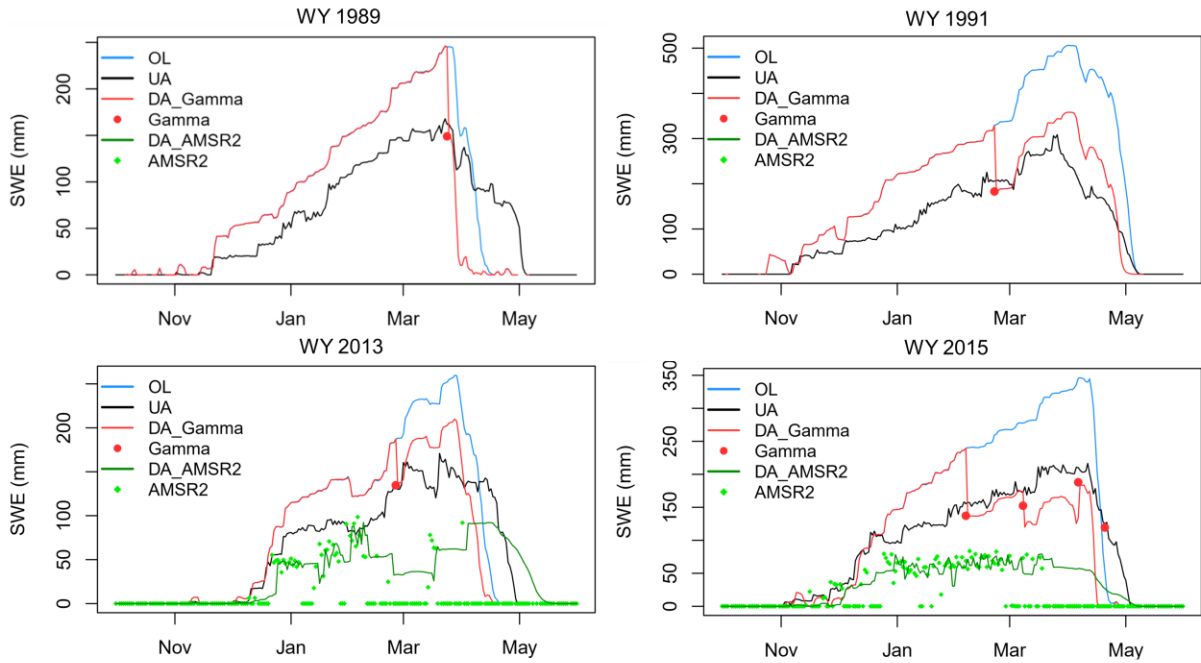 WY 1989
SWE (mm)
0 50 100 150 200
OL
UA
DA_Gamma
Gamma
DA_AMSR2
AMSR2
Nov Jan Mar May
WY 1991
SWE (mm)
0 100 300 500
OL
UA
DA_Gamma
Gamma
DA_AMSR2
AMSR2
Nov Jan Mar May
WY 2013
SWE (mm)
0 50 100 150 200
OL
UA
DA_Gamma
Gamma
DA_AMSR2
AMSR2
Nov Jan Mar May
WY 2015
SWE (mm)
0 50 150 250 350
OL
UA
DA_Gamma
Gamma
DA_AMSR2
AMSR2
Nov Jan Mar May